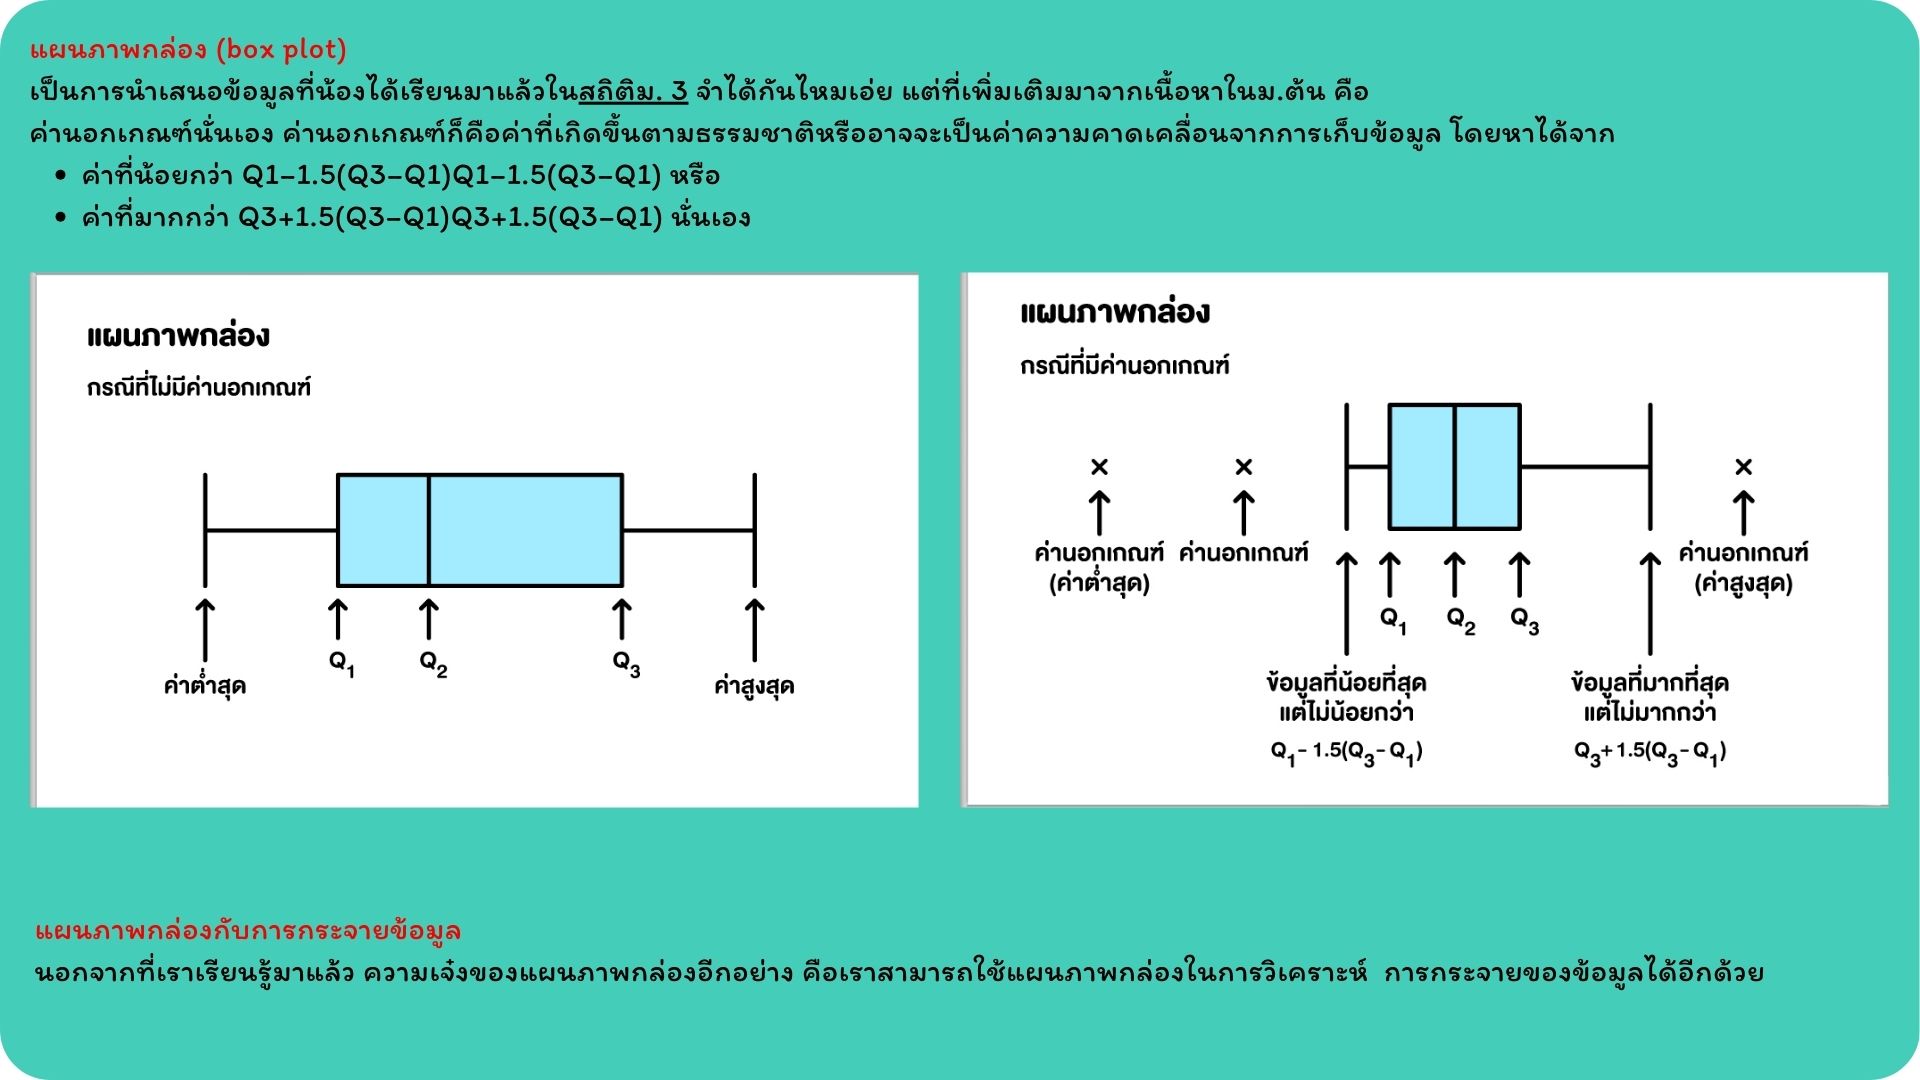 แผนภาพกล่อง (box plot)
เป็นการนำเสนอข้อมูลที่น้องได้เรียนมาแล้วในสถิติม. 3 จำได้กันไหมเอ่ย แต่ที่เพิ่มเติมมาจากเนื้อหาในม.ต้น คือ
ค่านอกเกณฑ์นั่นเอง ค่านอกเกณฑ์ก็คือค่าที่เกิดขึ้นตามธรรมชาติหรืออาจจะเป็นค่าความคาดเคลื่อนจากการเก็บข้อมูล โดยหาได้จาก
• ค่าที่น้อยกว่า Q1−1.5(Q3−Q1)Q1−1.5(Q3−Q1) หรือ
• ค่าที่มากกว่า Q3+1.5(Q3−Q1)Q3+1.5(Q3−Q1) นั่นเอง
แผนภาพกล่อง
กรณีที่ไม่มีค่านอกเกณฑ์
Q1 Q2 Q3
ค่าต่ำสุด ค่าสูงสุด
แผนภาพกล่อง
กรณีที่มีค่านอกเกณฑ์
ค่านอกเกณฑ์ ค่านอกเกณฑ์ ค่านอกเกณฑ์
(ค่าต่ำสุด) (ค่าสูงสุด)
Q1 Q2 Q3
ข้อมูลที่น้อยที่สุด ข้อมูลที่มากที่สุด
แต่ไม่น้อยกว่า แต่ไม่มากกว่า
Q1- 1.5(Q3- Q1) Q3+ 1.5(Q3- Q1)
แผนภาพกล่องกับการกระจายข้อมูล
นอกจากที่เราเรียนรู้มาแล้ว ความเจ๋งของแผนภาพกล่องอีกอย่าง คือเราสามารถใช้แผนภาพกล่องในการวิเคราะห์ การกระจายของข้อมูลได้อีกด้วย